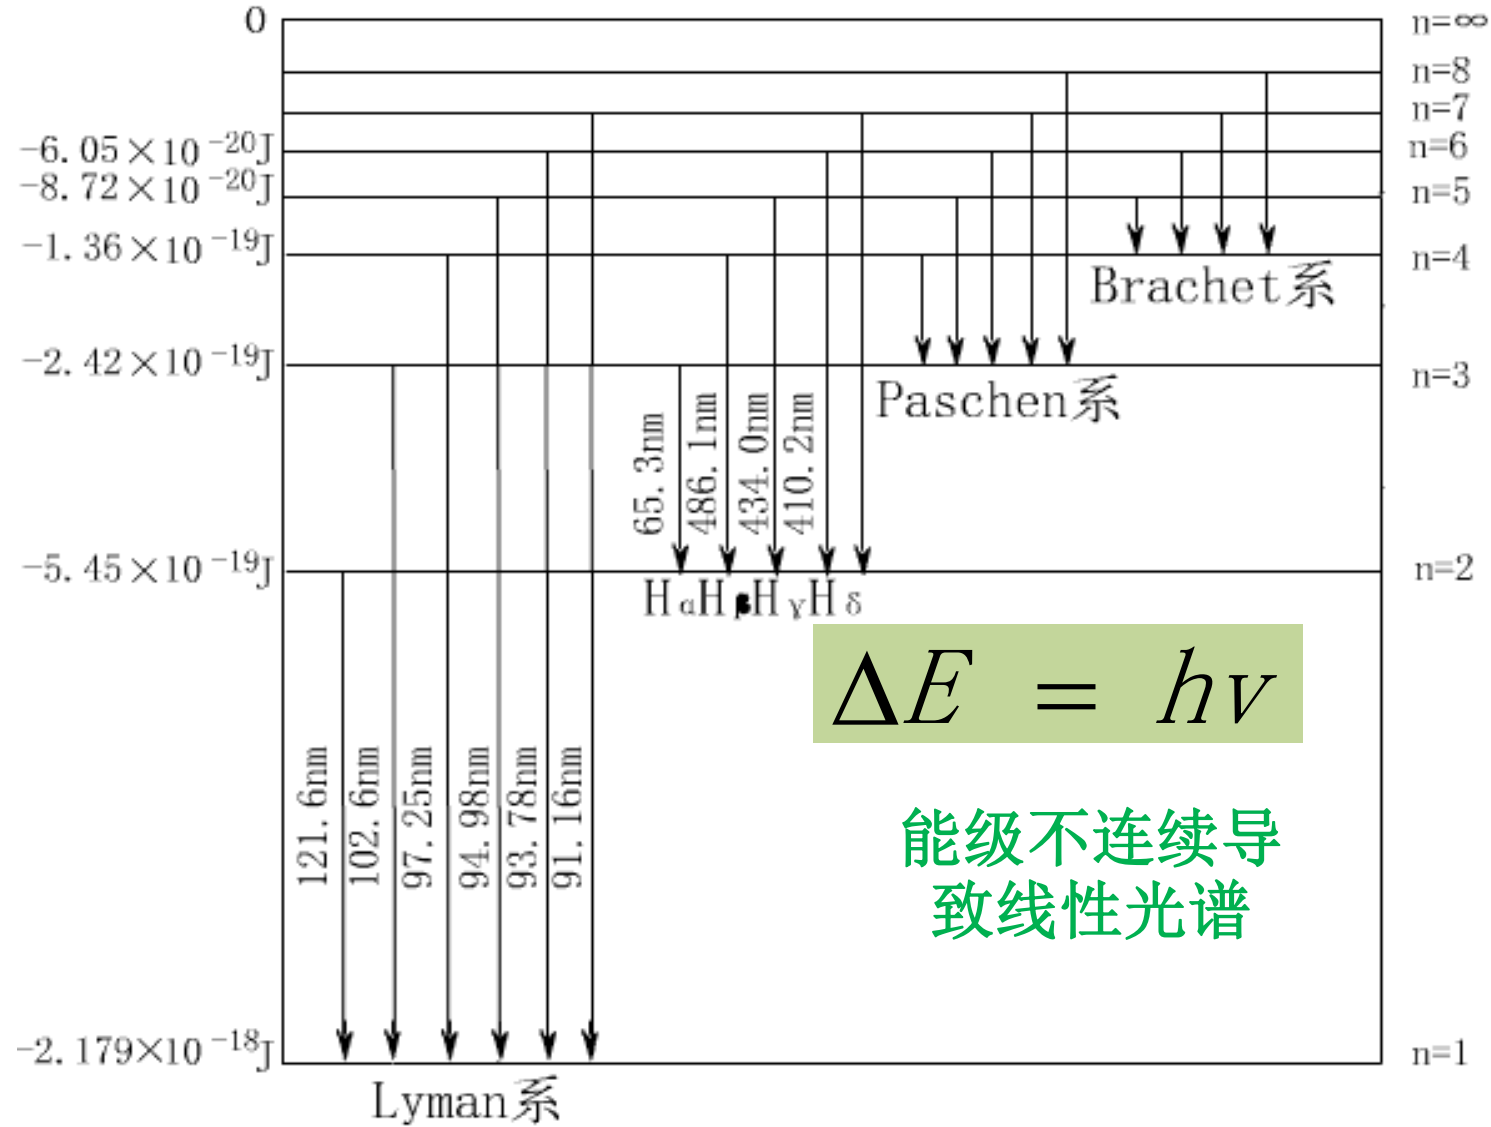 0
n=∞
n=8
n=7
-6.05×10⁻²⁰J
n=6
-8.72×10⁻²⁰J
n=5
-1.36×10⁻¹⁹J
n=4
Brachet系
-2.42×10⁻¹⁹J
n=3
Paschen系
65.3nm
486.1nm
434.0nm
410.2nm
-5.45×10⁻¹⁹J
n=2
HαHβHγHδ
ΔE = hv
121.6nm
102.6nm
97.25nm
94.98nm
93.78nm
91.16nm
能级不连续导
致线性光谱
-2.179×10⁻¹⁸J
n=1
Lyman系